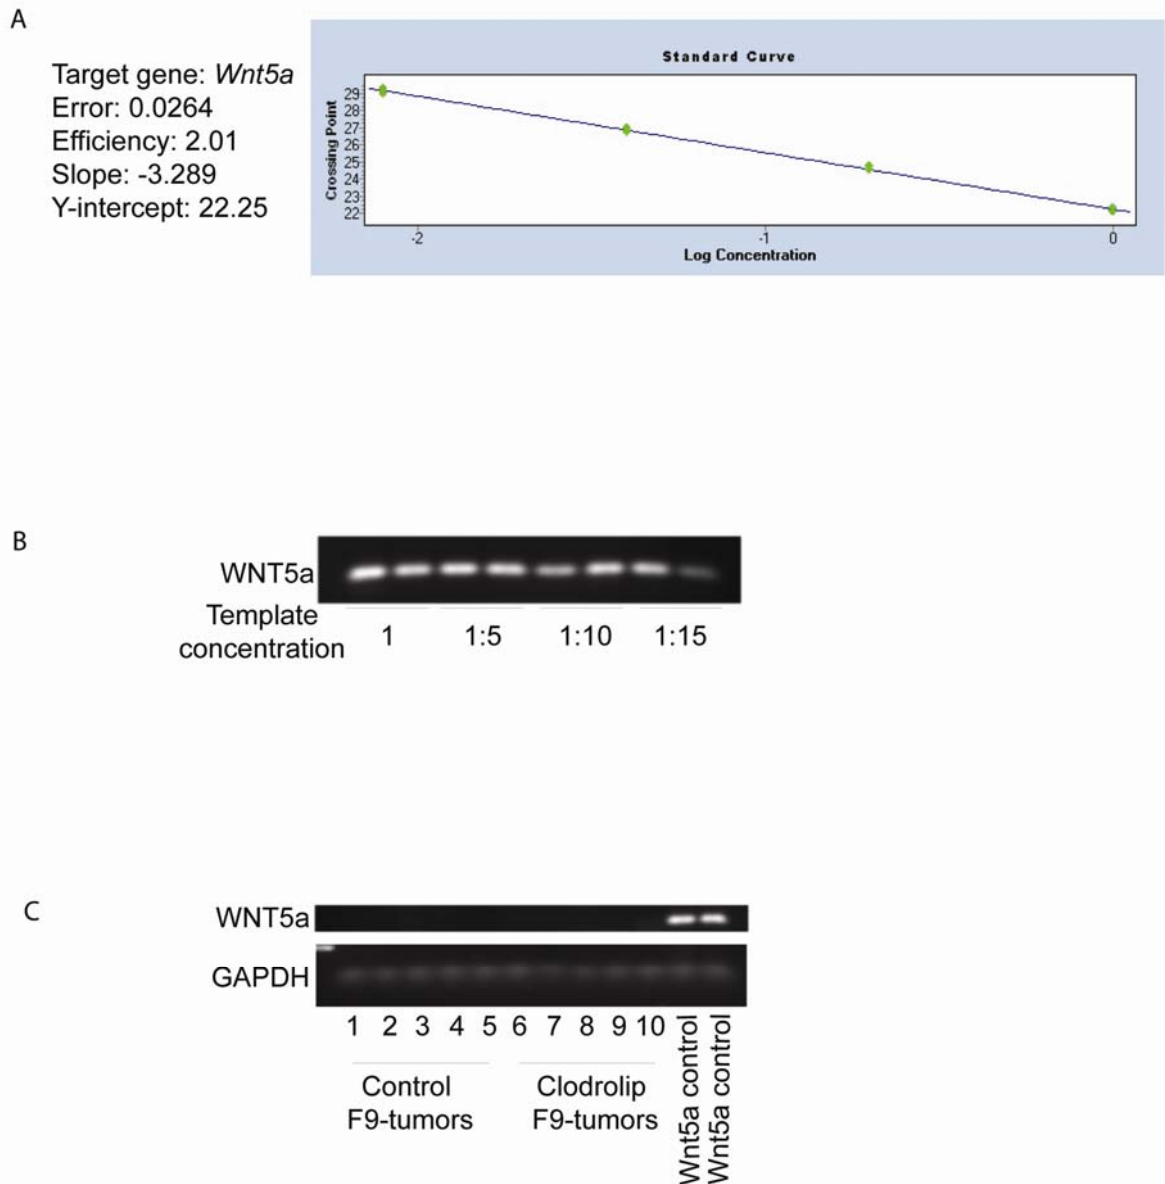 A
Target gene: Wnt5a
Error: 0.0264
Efficiency: 2.01
Slope: -3.289
Y-intercept: 22.25
Standard Curve
Crossing Point
29
28
27
26
25
24
23
22
-2 -1 0
Log Concentration
B
WNT5a
Template
concentration
1 1:5 1:10 1:15
C
WNT5a
GAPDH
1 2 3 4 5 6 7 8 9 10
Wnt5a control
Wnt5a control
Control
F9-tumors
Clodrolip
F9-tumors